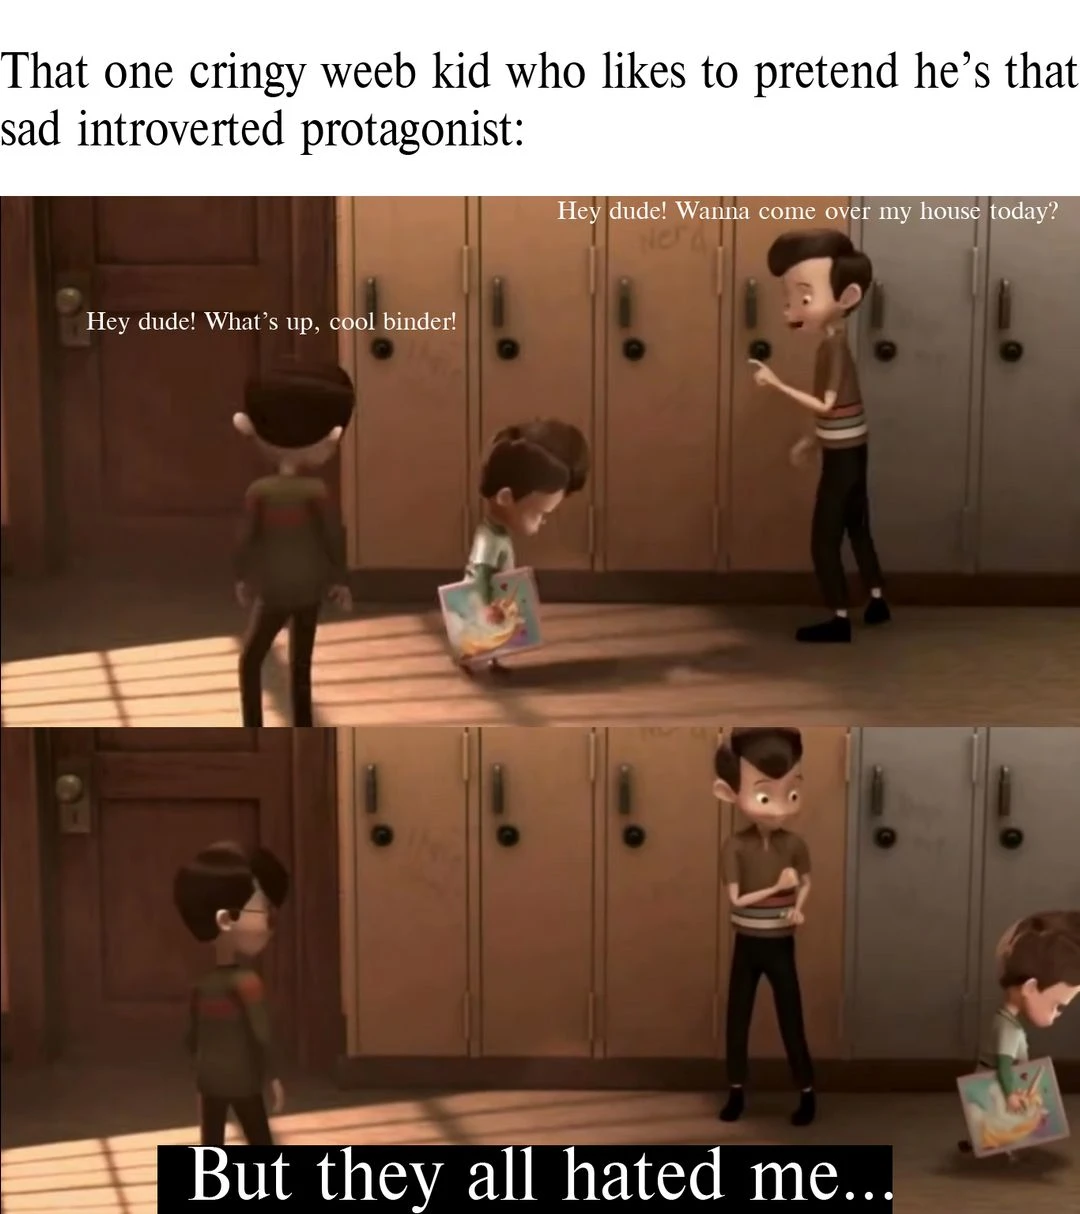 That one cringy weeb kid who likes to pretend he’s that
sad introverted protagonist:
Hey dude! Wanna come over my house today?
Nerd
Hey dude! What’s up, cool binder!
But they all hated me...